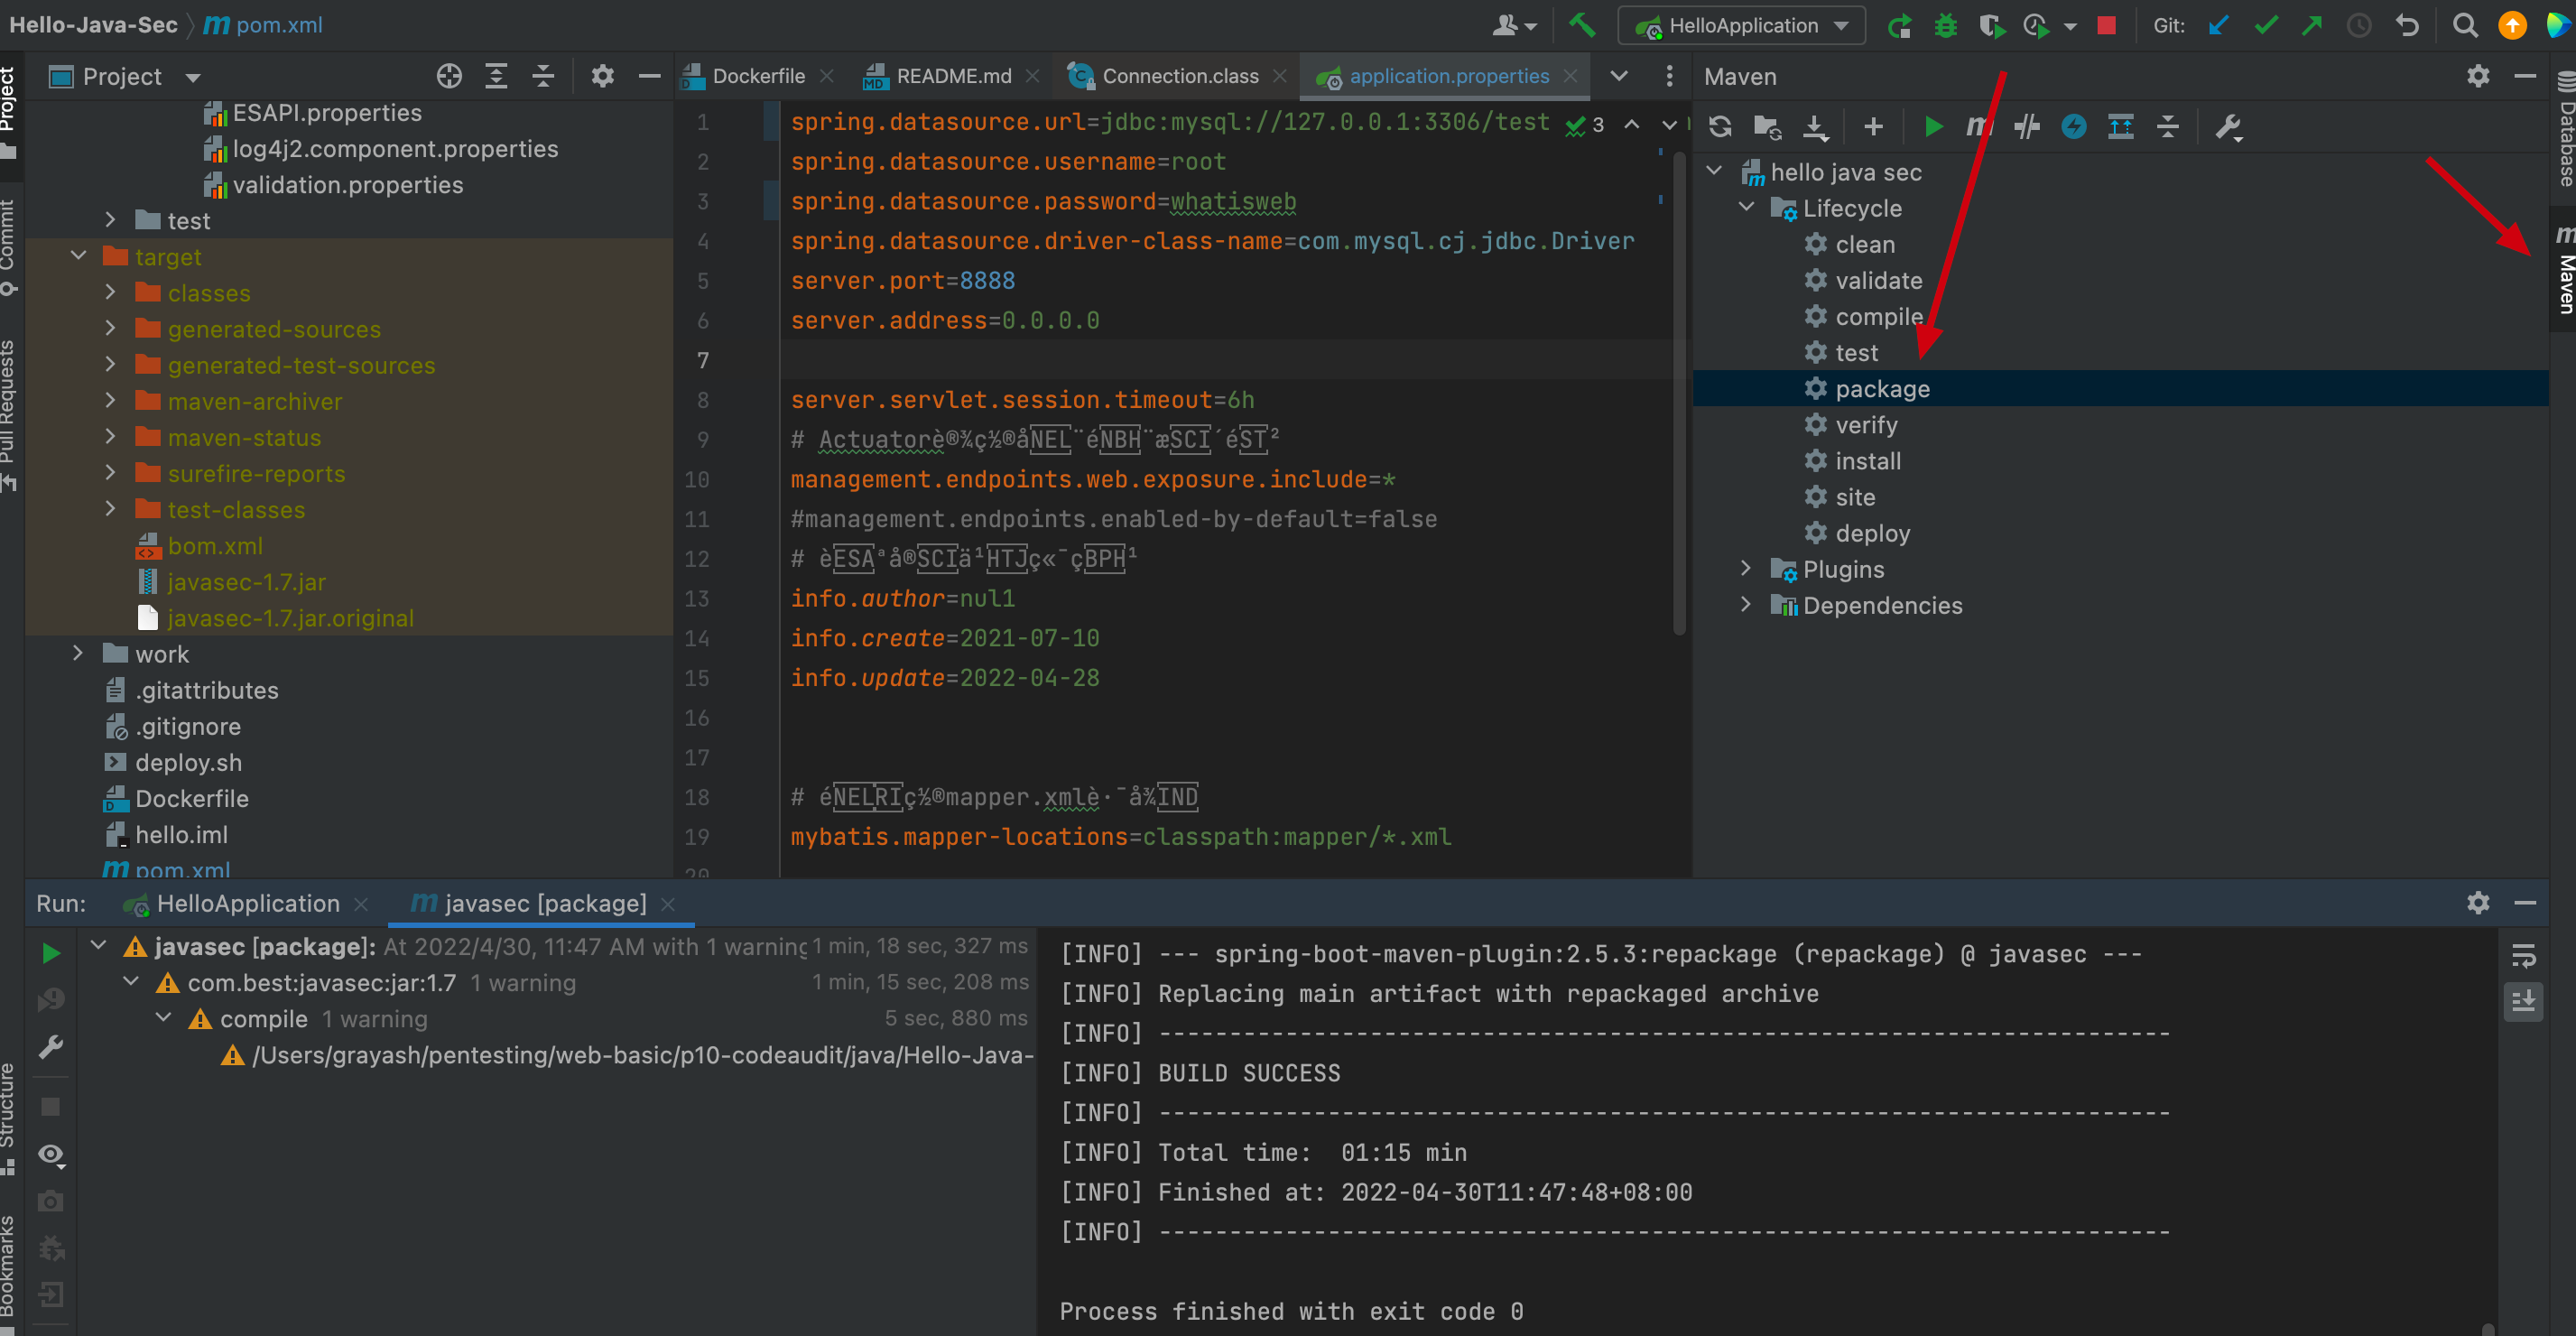 Hello-Java-Sec
pom.xml
HelloApplication
Git:
Project
Dockerfile
README.md
Connection.class
application.properties
Maven
Project
Commit
Pull Requests
Structure
Bookmarks
Database
Maven
ESAPI.properties
log4j2.component.properties
validation.properties
test
target
classes
generated-sources
generated-test-sources
maven-archiver
maven-status
surefire-reports
test-classes
bom.xml
javasec-1.7.jar
javasec-1.7.jar.original
work
.gitattributes
.gitignore
deploy.sh
Dockerfile
hello.iml
pom.xml
1 spring.datasource.url=jdbc:mysql://127.0.0.1:3306/test
3
2 spring.datasource.username=root
3 spring.datasource.password=whatisweb
4 spring.datasource.driver-class-name=com.mysql.cj.jdbc.Driver
5 server.port=8888
6 server.address=0.0.0.0
7
8 server.servlet.session.timeout=6h
9 # Actuatorè®¾ç½®åNEL¨éNBH¨æSCI´éST²
10 management.endpoints.web.exposure.include=*
11 #management.endpoints.enabled-by-default=false
12 # èESAªå®SCIä¹HTJç«¯çBPH¹
13 info.author=nul1
14 info.create=2021-07-10
15 info.update=2022-04-28
16
17
18 # éNELRIç½®mapper.xmlè·¯å¾IND
19 mybatis.mapper-locations=classpath:mapper/*.xml
20
hello java sec
Lifecycle
clean
validate
compile
test
package
verify
install
site
deploy
Plugins
Dependencies
Run:
HelloApplication
javasec [package]
javasec [package]: At 2022/4/30, 11:47 AM with 1 warning 1 min, 18 sec, 327 ms
com.best:javasec:jar:1.7 1 warning 1 min, 15 sec, 208 ms
compile 1 warning 5 sec, 880 ms
/Users/grayash/pentesting/web-basic/p10-codeaudit/java/Hello-Java-
[INFO] --- spring-boot-maven-plugin:2.5.3:repackage (repackage) @ javasec ---
[INFO] Replacing main artifact with repackaged archive
[INFO] ------------------------------------------------------------------------
[INFO] BUILD SUCCESS
[INFO] ------------------------------------------------------------------------
[INFO] Total time:  01:15 min
[INFO] Finished at: 2022-04-30T11:47:48+08:00
[INFO] ------------------------------------------------------------------------
Process finished with exit code 0